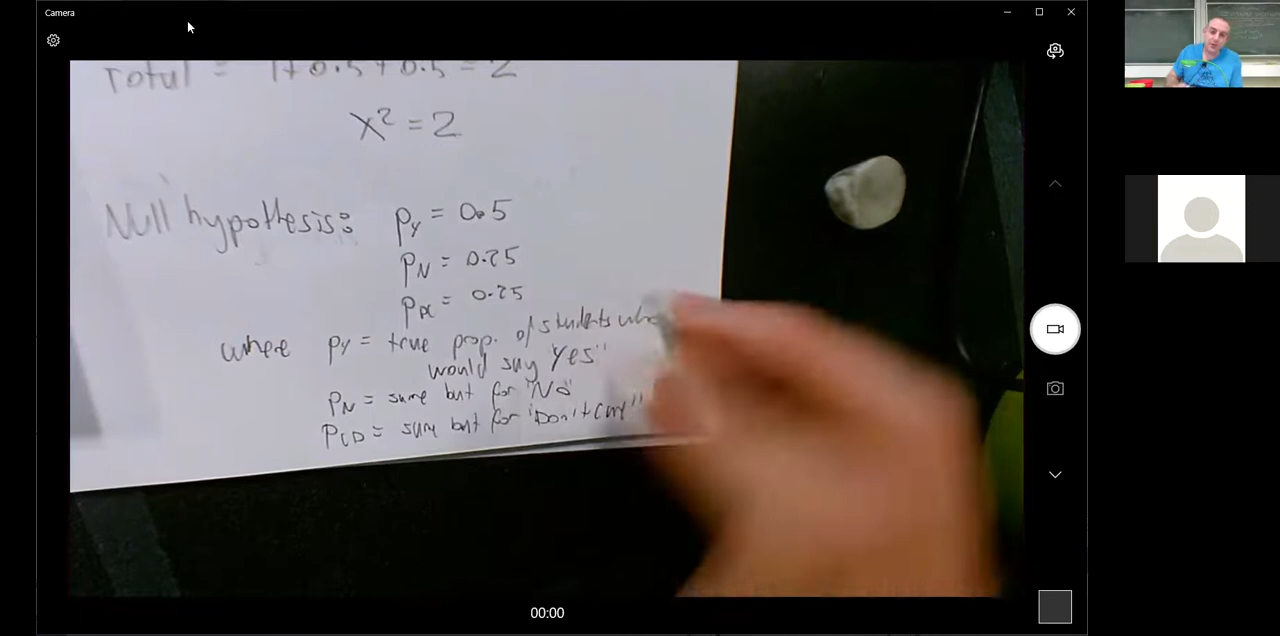 Camera
Total = 1+0.5+0.5 = 2
X² = 2
Null hypothesis: pY = 0.5
pN = 0.25
pDC = 0.25
where pY = true prop. of students who
would say "Yes"
PN = same but for "No"
PCD = same but for "Don't Care"
00:00